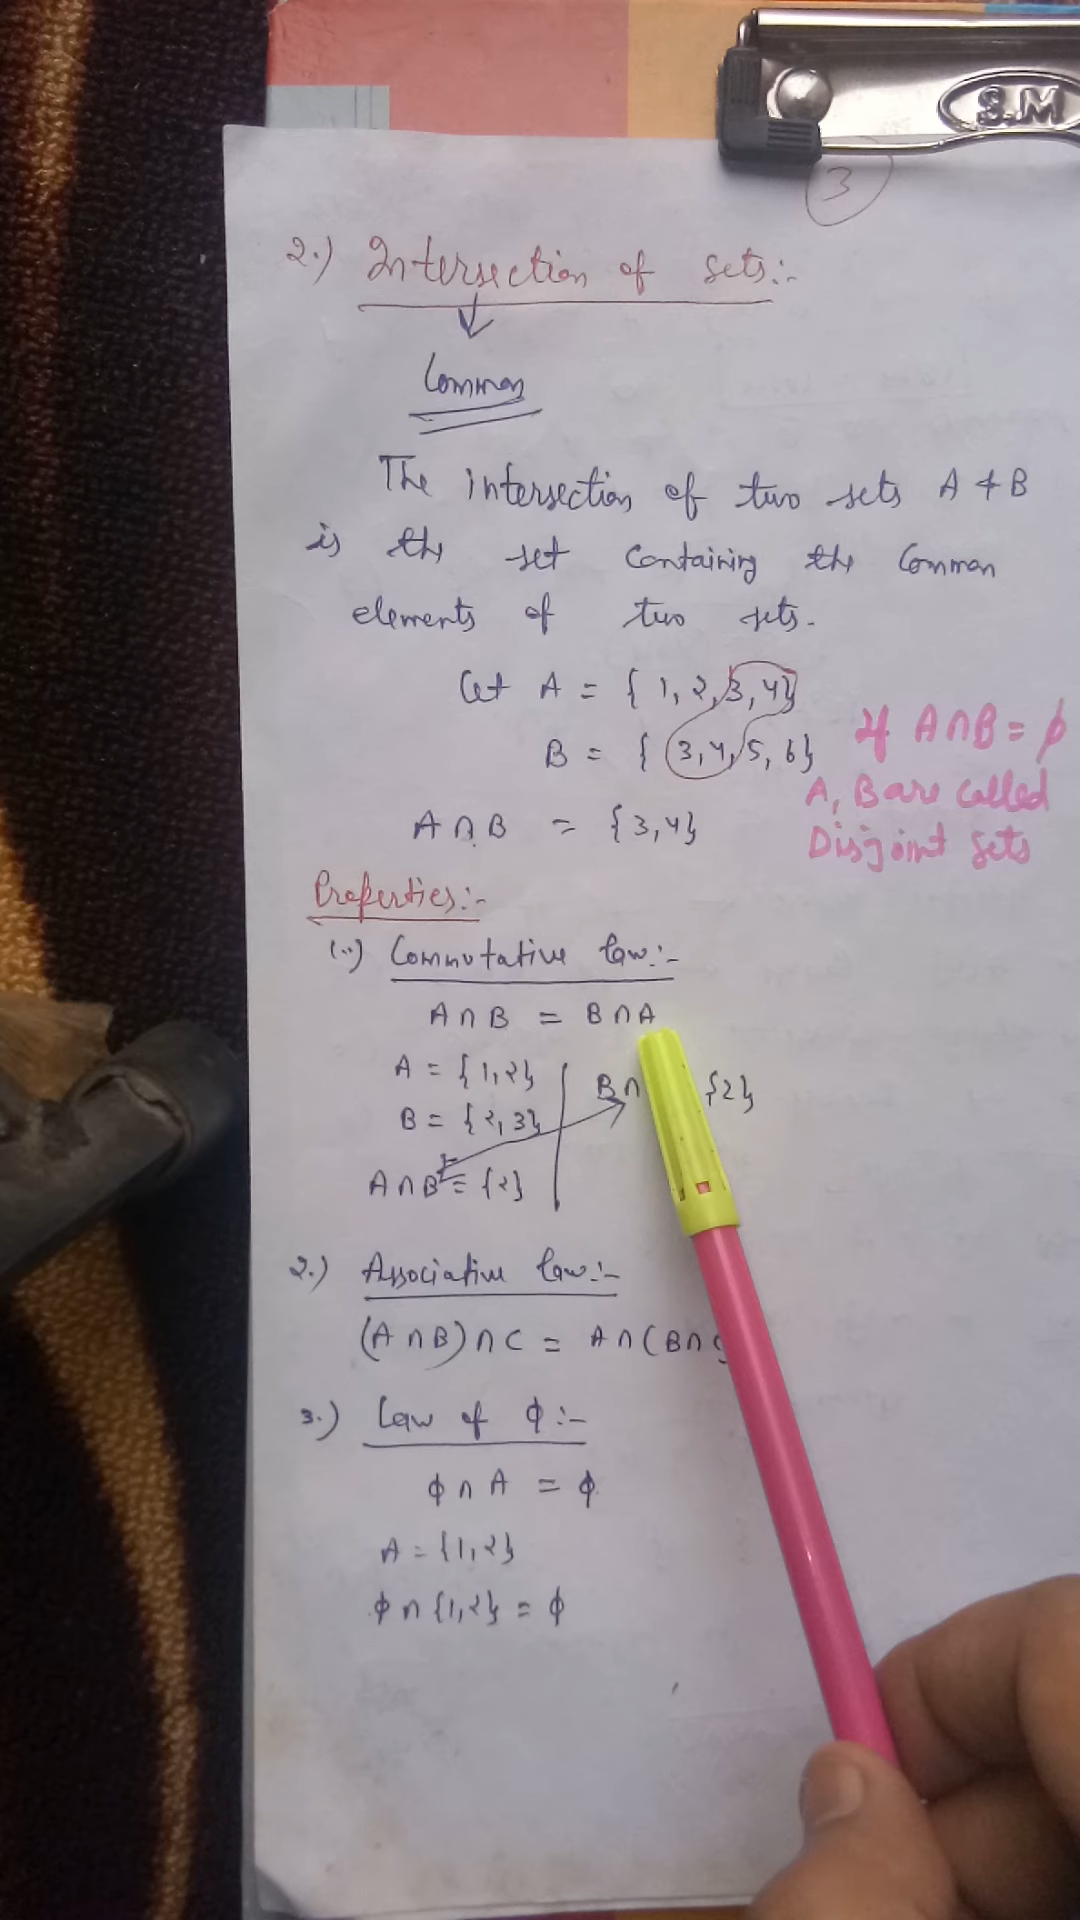 S.M
3
2.) Intersection of sets:-
Common
The intersection of two sets A & B
is the set containing the common
elements of two sets.
Let A = { 1, 2, 3, 4}
B = { 3, 4, 5, 6}
A ∩ B = {3, 4}
If A∩B = ϕ
A, B are called
Disjoint sets
Properties:-
(1.) Commutative law:-
A ∩ B = B ∩ A
A = {1, 2}
B = {2, 3}
A ∩ B = {2}
B ∩ {2}
2.) Associative law:-
(A ∩ B) ∩ C = A ∩ (B ∩ C
3.) Law of ϕ :-
ϕ ∩ A = ϕ
A = {1, 2}
ϕ ∩ {1, 2} = ϕ